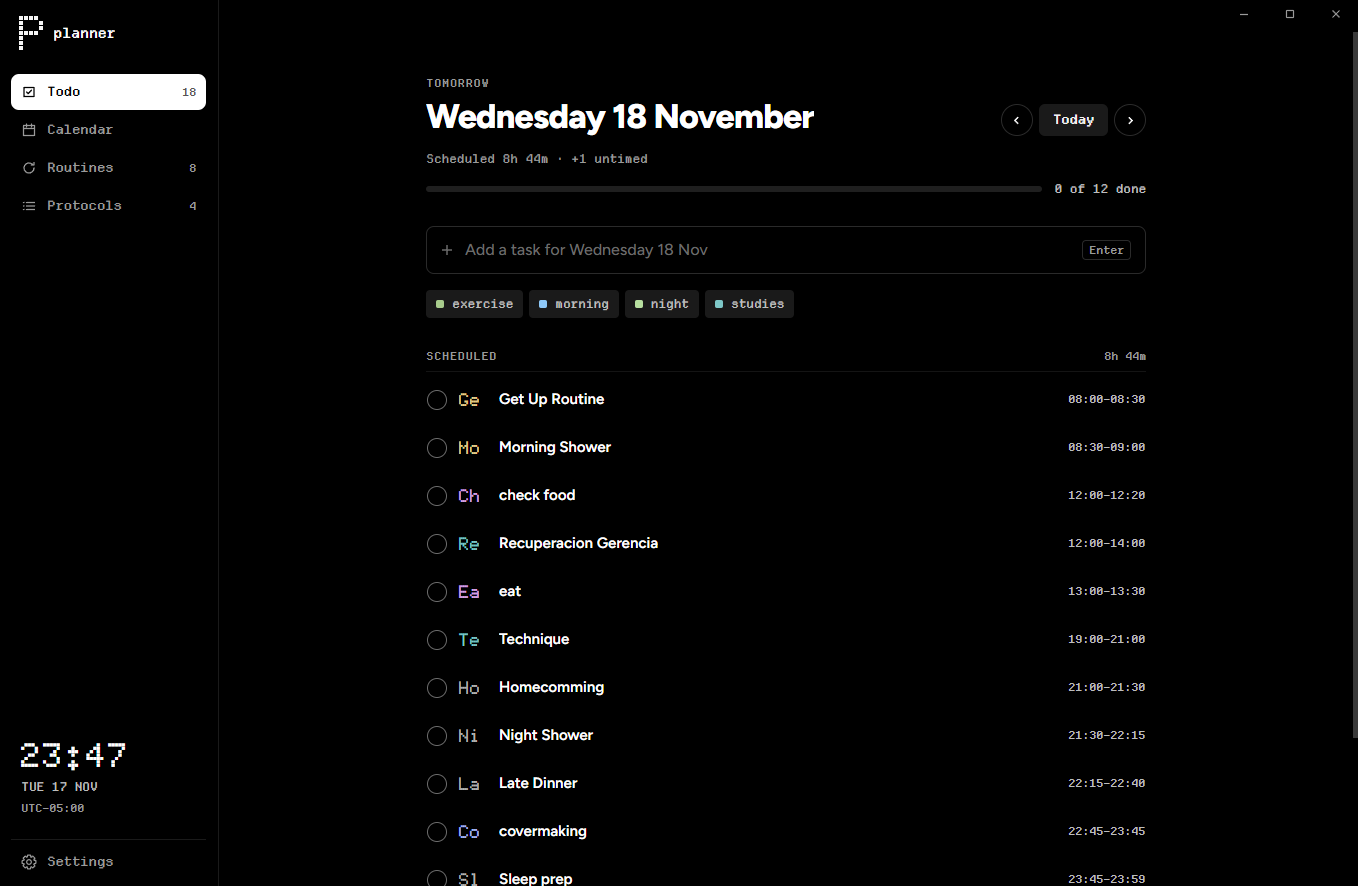 planner
Todo 18
Calendar
Routines 8
Protocols 4
23:47
TUE 17 NOV
UTC-05:00
Settings
TOMORROW
Wednesday 18 November
Today
Scheduled 8h 44m · +1 untimed
0 of 12 done
+ Add a task for Wednesday 18 Nov Enter
exercise morning night studies
SCHEDULED 8h 44m
Ge Get Up Routine 08:00–08:30
Mo Morning Shower 08:30–09:00
Ch check food 12:00–12:20
Re Recuperacion Gerencia 12:00–14:00
Ea eat 13:00–13:30
Te Technique 19:00–21:00
Ho Homecomming 21:00–21:30
Ni Night Shower 21:30–22:15
La Late Dinner 22:15–22:40
Co covermaking 22:45–23:45
Sl Sleep prep 23:45–23:59